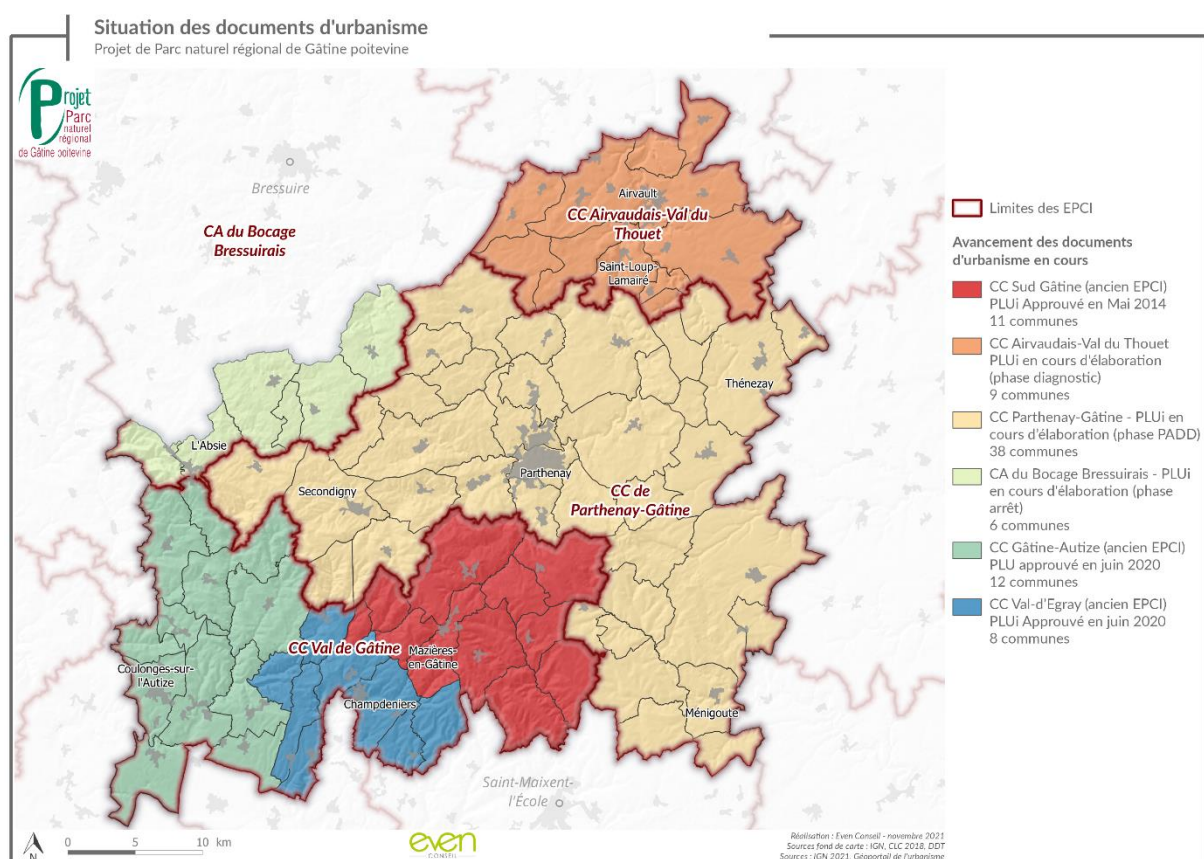 Situation des documents d'urbanisme
Projet de Parc naturel régional de Gâtine poitevine
Projet
Parc
naturel
régional
de Gâtine poitevine
Bressuire
CA du Bocage
Bressuirais
Airvault
CC Airvaudais-Val du
Thouet
Saint-Loup-
Lamairé
Thénezay
L'Absie
Secondigny
Parthenay
CC de
Parthenay-Gâtine
CC Val de Gâtine
Mazières-
en-Gâtine
Coulonges-sur-
l'Autize
Champdeniers
Ménigoute
Saint-Maixent-
l'École
Limites des EPCI
Avancement des documents
d'urbanisme en cours
CC Sud Gâtine (ancien EPCI)
PLUi Approuvé en Mai 2014
11 communes
CC Airvaudais-Val du Thouet
PLUi en cours d'élaboration
(phase diagnostic)
9 communes
CC Parthenay-Gâtine - PLUi en
cours d'élaboration (phase PADD)
38 communes
CA du Bocage Bressuirais - PLUi
en cours d'élaboration (phase
arrêt)
6 communes
CC Gâtine-Autize (ancien EPCI)
PLU approuvé en juin 2020
12 communes
CC Val-d'Egray (ancien EPCI)
PLUi Approuvé en juin 2020
8 communes
N
0 5 10 km
even
CONSEIL
Réalisation : Even Conseil - novembre 2021
Sources fond de carte : IGN, CLC 2018, DDT
Sources : IGN 2021, Géoportail de l'urbanisme